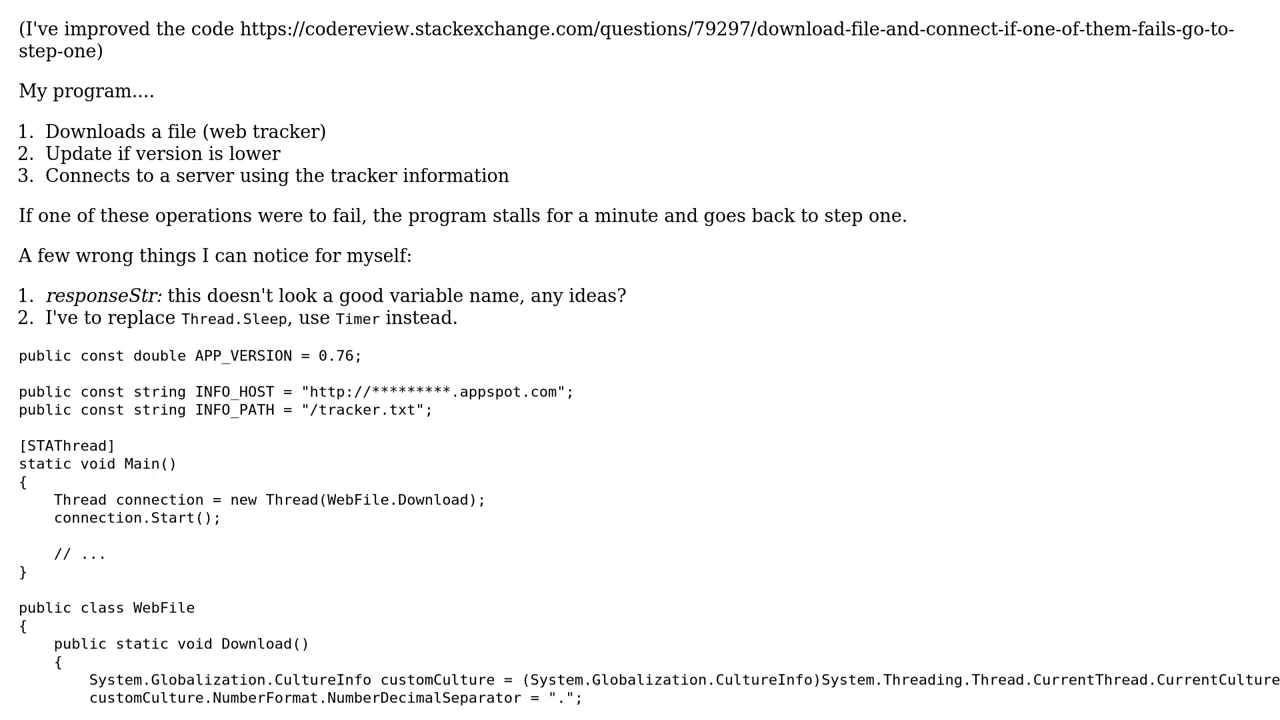 (I've improved the code https://codereview.stackexchange.com/questions/79297/download-file-and-connect-if-one-of-them-fails-go-to-
step-one)
My program....
1. Downloads a file (web tracker)
2. Update if version is lower
3. Connects to a server using the tracker information
If one of these operations were to fail, the program stalls for a minute and goes back to step one.
A few wrong things I can notice for myself:
1. responseStr: this doesn't look a good variable name, any ideas?
2. I've to replace Thread.Sleep, use Timer instead.
public const double APP_VERSION = 0.76;
public const string INFO_HOST = "http://*********.appspot.com";
public const string INFO_PATH = "/tracker.txt";
[STAThread]
static void Main()
{
    Thread connection = new Thread(WebFile.Download);
    connection.Start();
    // ...
}
public class WebFile
{
    public static void Download()
    {
        System.Globalization.CultureInfo customCulture = (System.Globalization.CultureInfo)System.Threading.Thread.CurrentThread.CurrentCulture
        customCulture.NumberFormat.NumberDecimalSeparator = ".";